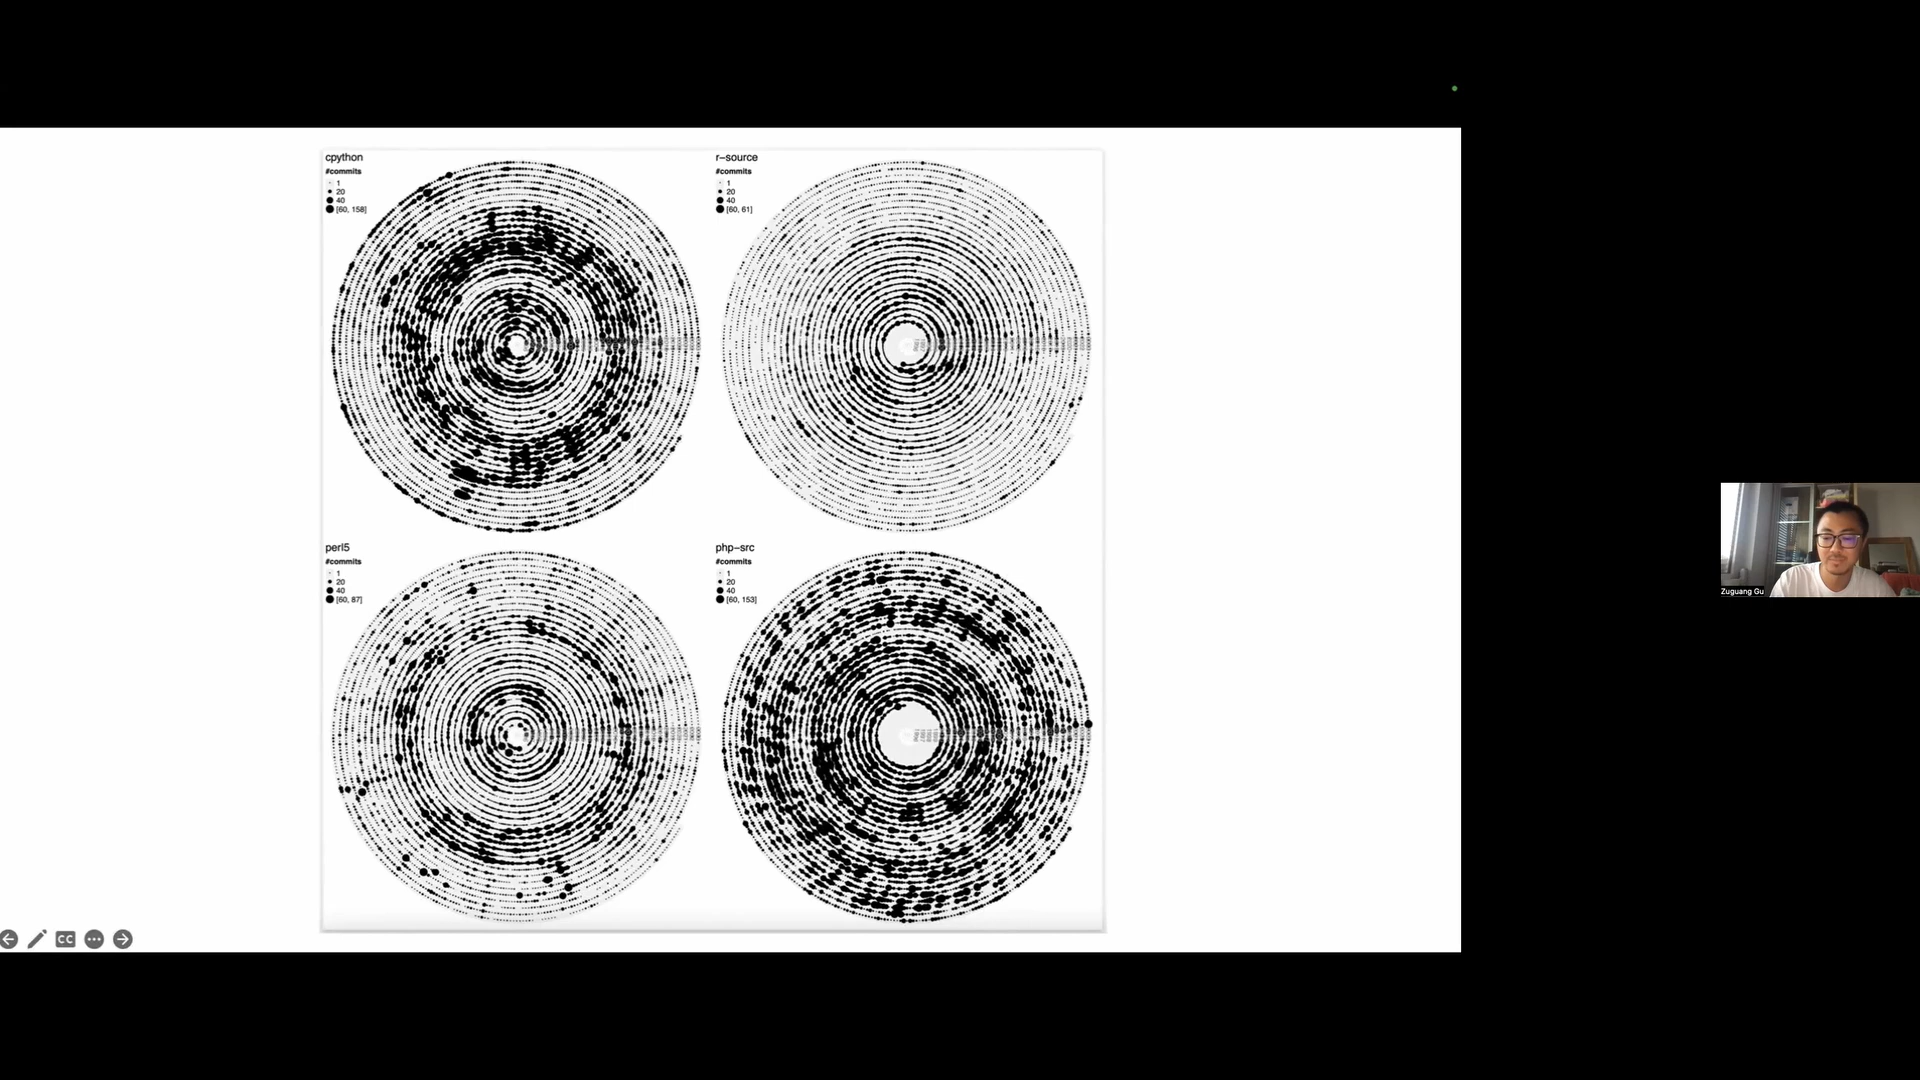 cpython
#commits
1
20
40
[60, 158]
r−source
#commits
1
20
40
[60, 61]
perl5
#commits
1
20
40
[60, 87]
php−src
#commits
1
20
40
[60, 153]
CC
Zuguang Gu